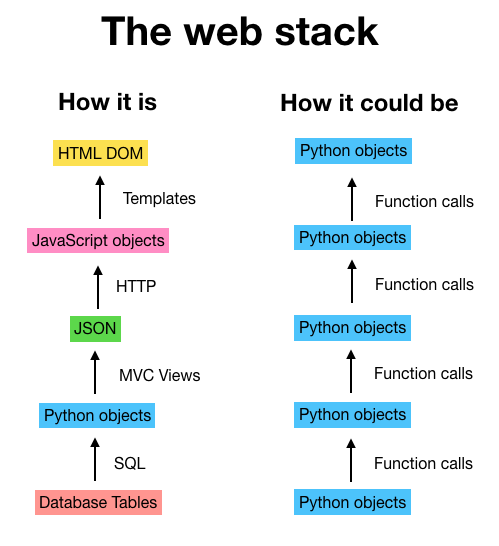 The web stack
How it is
HTML DOM
Templates
JavaScript objects
HTTP
JSON
MVC Views
Python objects
SQL
Database Tables
How it could be
Python objects
Function calls
Python objects
Function calls
Python objects
Function calls
Python objects
Function calls
Python objects